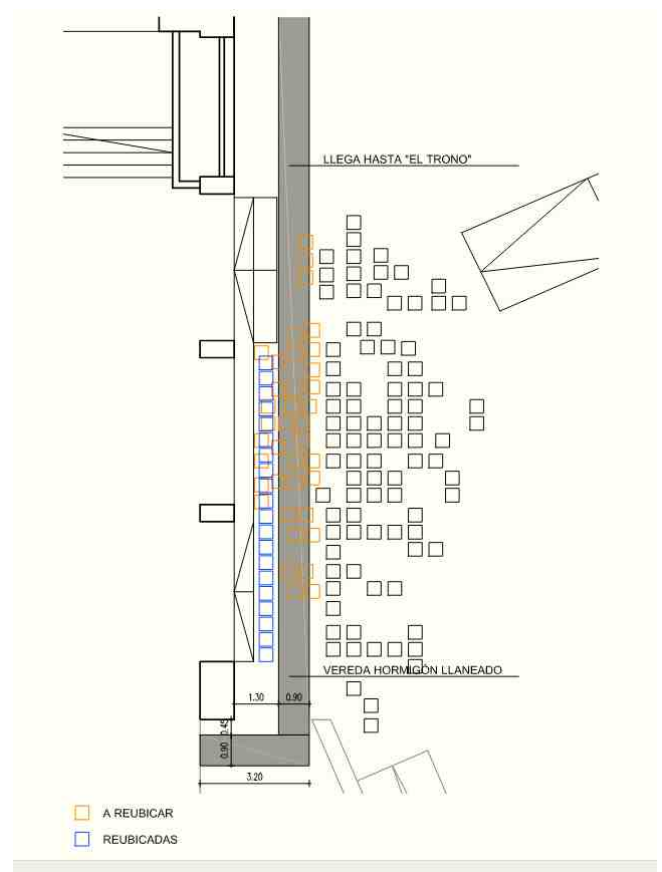 LLEGA HASTA "EL TRONO"
VEREDA HORMIGÓN LLANEADO
1.30
0.90
0.45
0.90
3.20
A REUBICAR
REUBICADAS